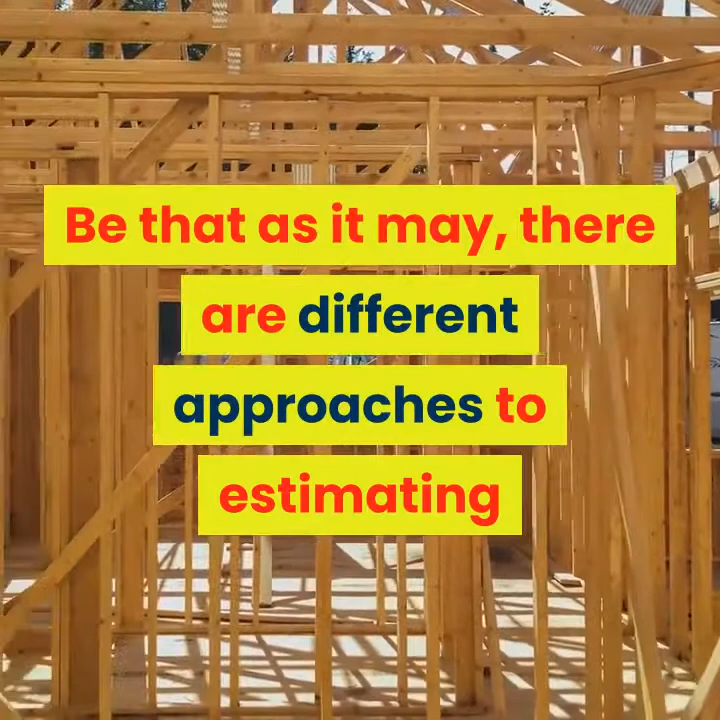 Be that as it may, there
are different
approaches to
estimating